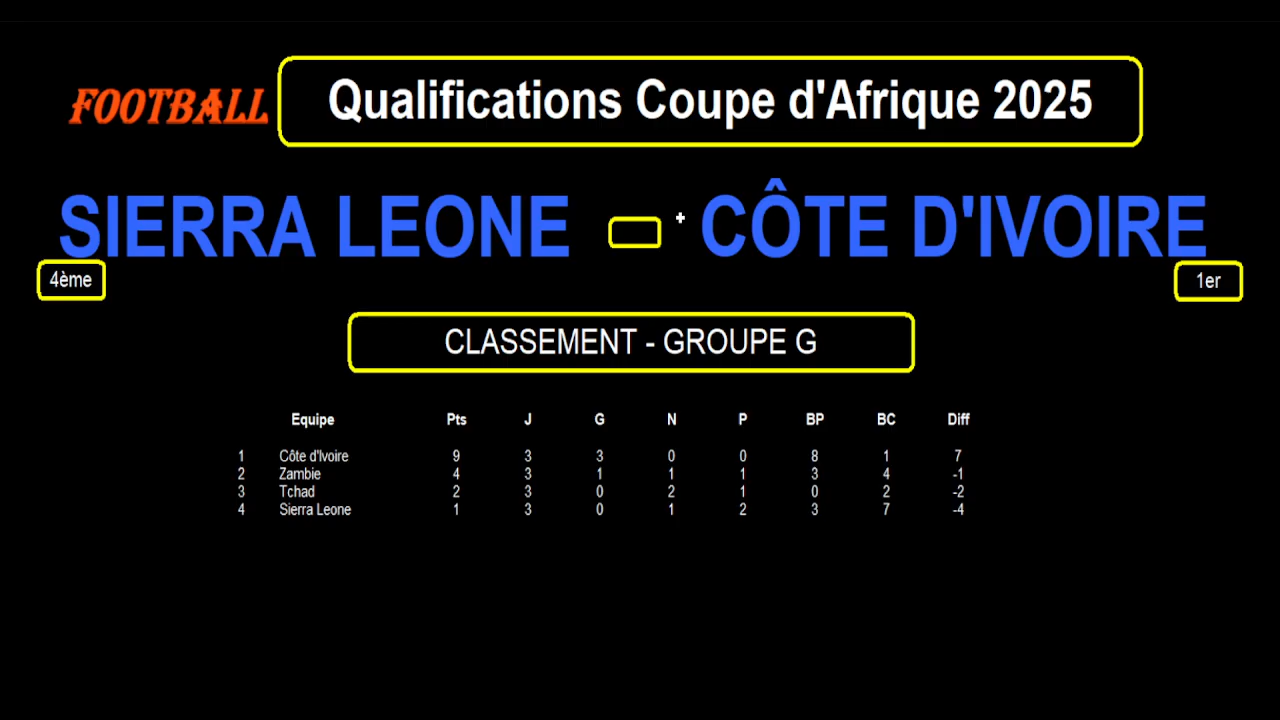 FOOTBALL Qualifications Coupe d'Afrique 2025
SIERRA LEONE CÔTE D'IVOIRE
4ème 1er
CLASSEMENT - GROUPE G
Equipe Pts J G N P BP BC Diff
1 Côte d'Ivoire 9 3 3 0 0 8 1 7
2 Zambie 4 3 1 1 1 3 4 -1
3 Tchad 2 3 0 2 1 0 2 -2
4 Sierra Leone 1 3 0 1 2 3 7 -4